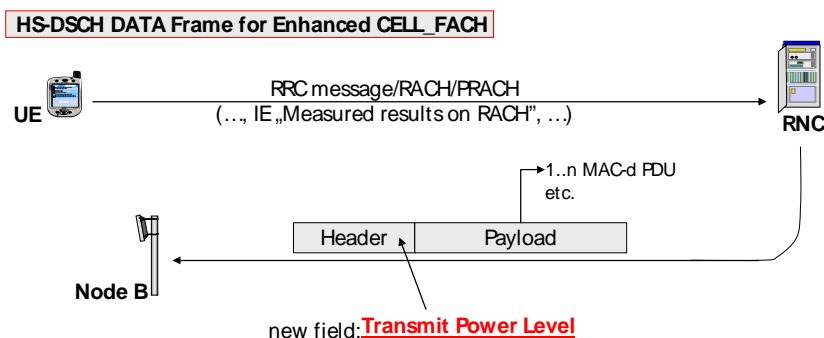 HS-DSCH DATA Frame for Enhanced CELL_FACH
RRC message/RACH/PRACH
(…, IE „Measured results on RACH”, …)
UE
RNC
1..n MAC-d PDU
etc.
Header
Payload
Node B
new field: Transmit Power Level